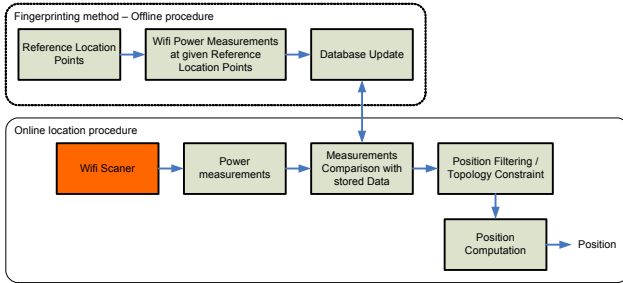 Fingerprinting method – Offline procedure
Reference Location
Points
Wifi Power Measurements
at given Reference
Location Points
Database Update
Online location procedure
Wifi Scaner
Power
measurements
Measurements
Comparison with
stored Data
Position Filtering /
Topology Constraint
Position
Computation
Position